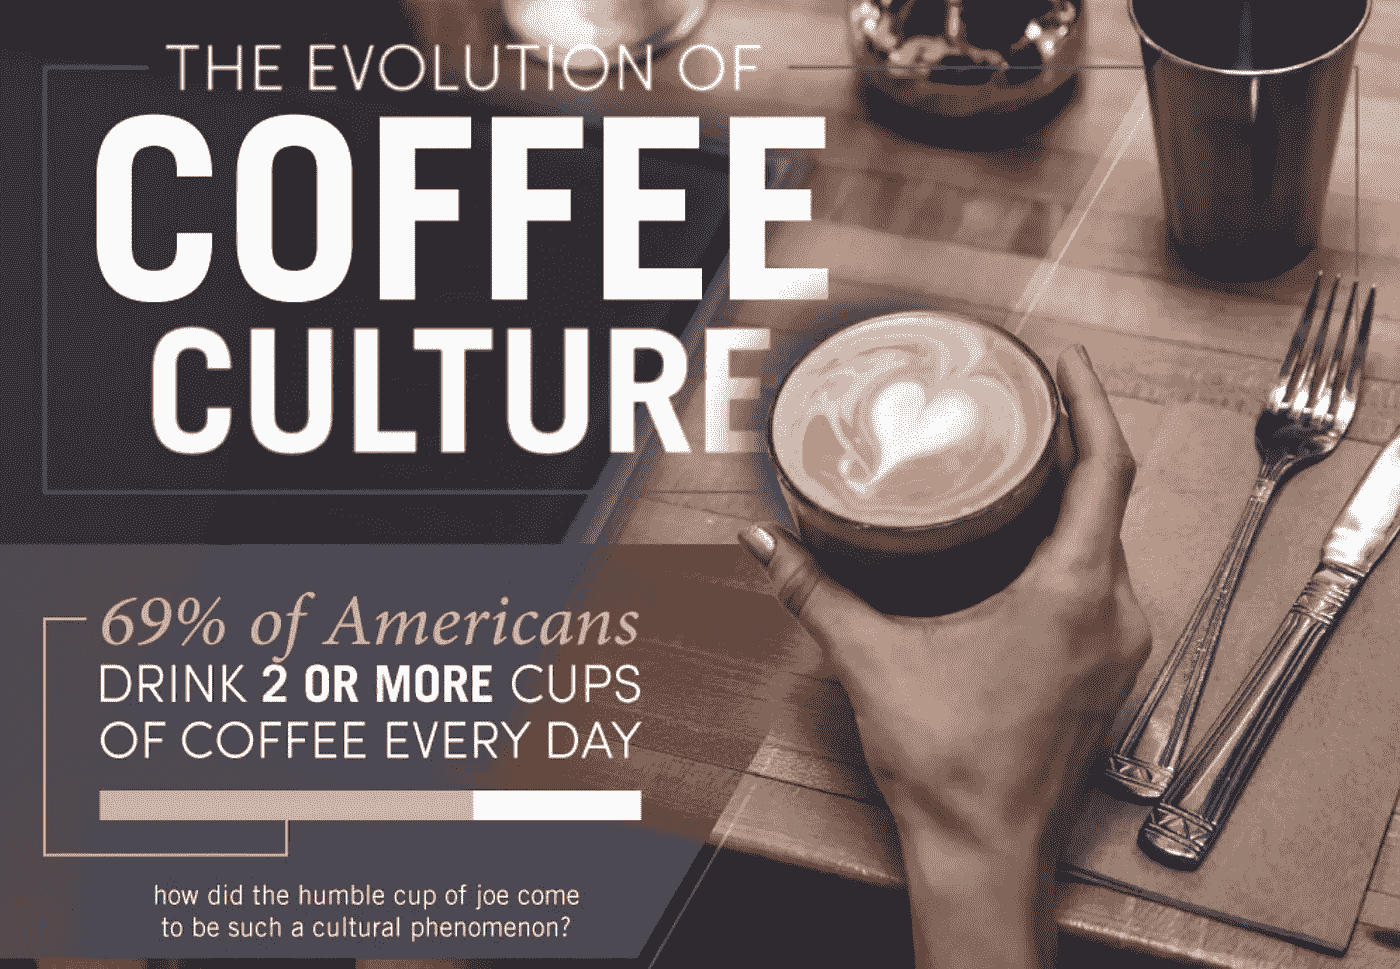 THE EVOLUTION OF
COFFEE
CULTURE
69% of Americans
DRINK 2 OR MORE CUPS
OF COFFEE EVERY DAY
how did the humble cup of joe come
to be such a cultural phenomenon?